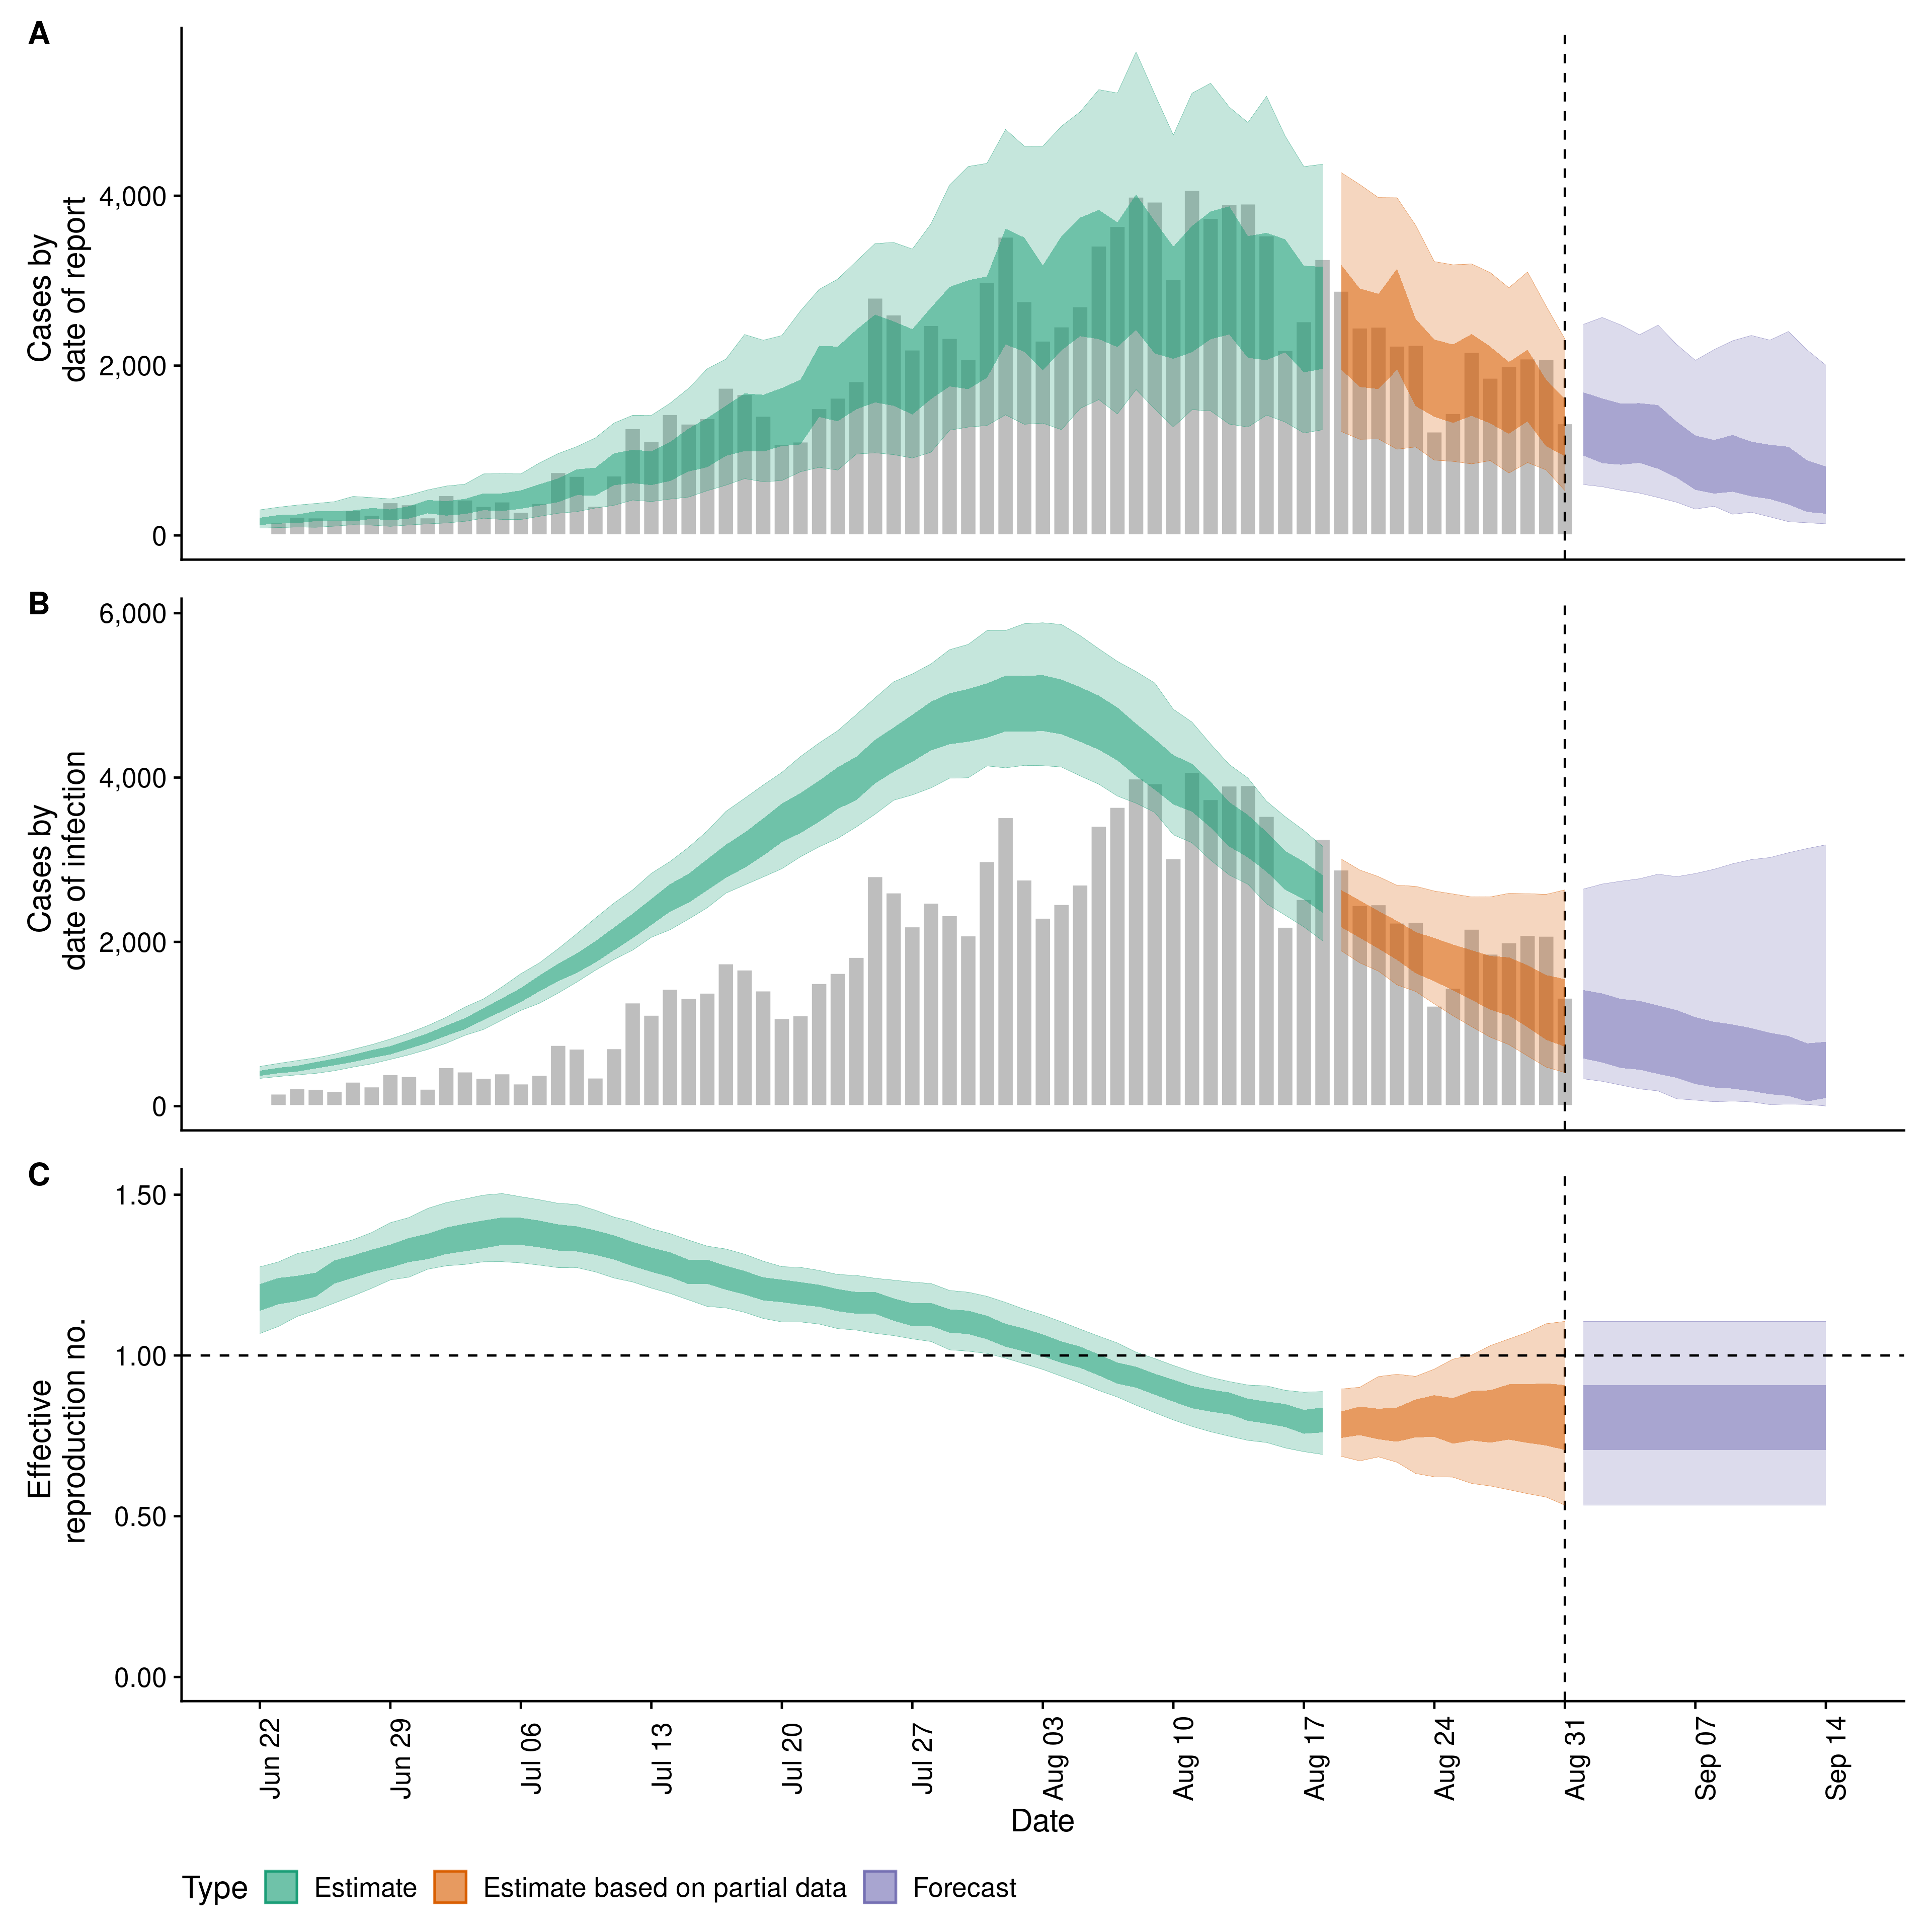 A
Cases by
date of report
4,000
2,000
0
B
Cases by
date of infection
6,000
4,000
2,000
0
C
Effective
reproduction no.
1.50
1.00
0.50
0.00
Jun 22
Jun 29
Jul 06
Jul 13
Jul 20
Jul 27
Aug 03
Aug 10
Aug 17
Aug 24
Aug 31
Sep 07
Sep 14
Date
Type
Estimate
Estimate based on partial data
Forecast